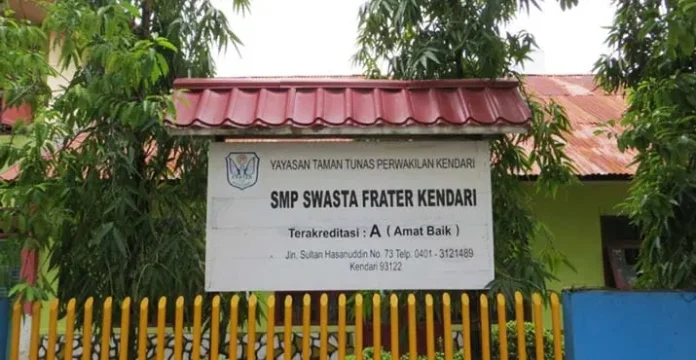 FRATER
YAYASAN TAMAN TUNAS PERWAKILAN KENDARI
SMP SWASTA FRATER KENDARI
Terakreditasi : A ( Amat Baik )
Jln. Sultan Hasanuddin No. 73 Telp. 0401 - 3121489
Kendari 93122